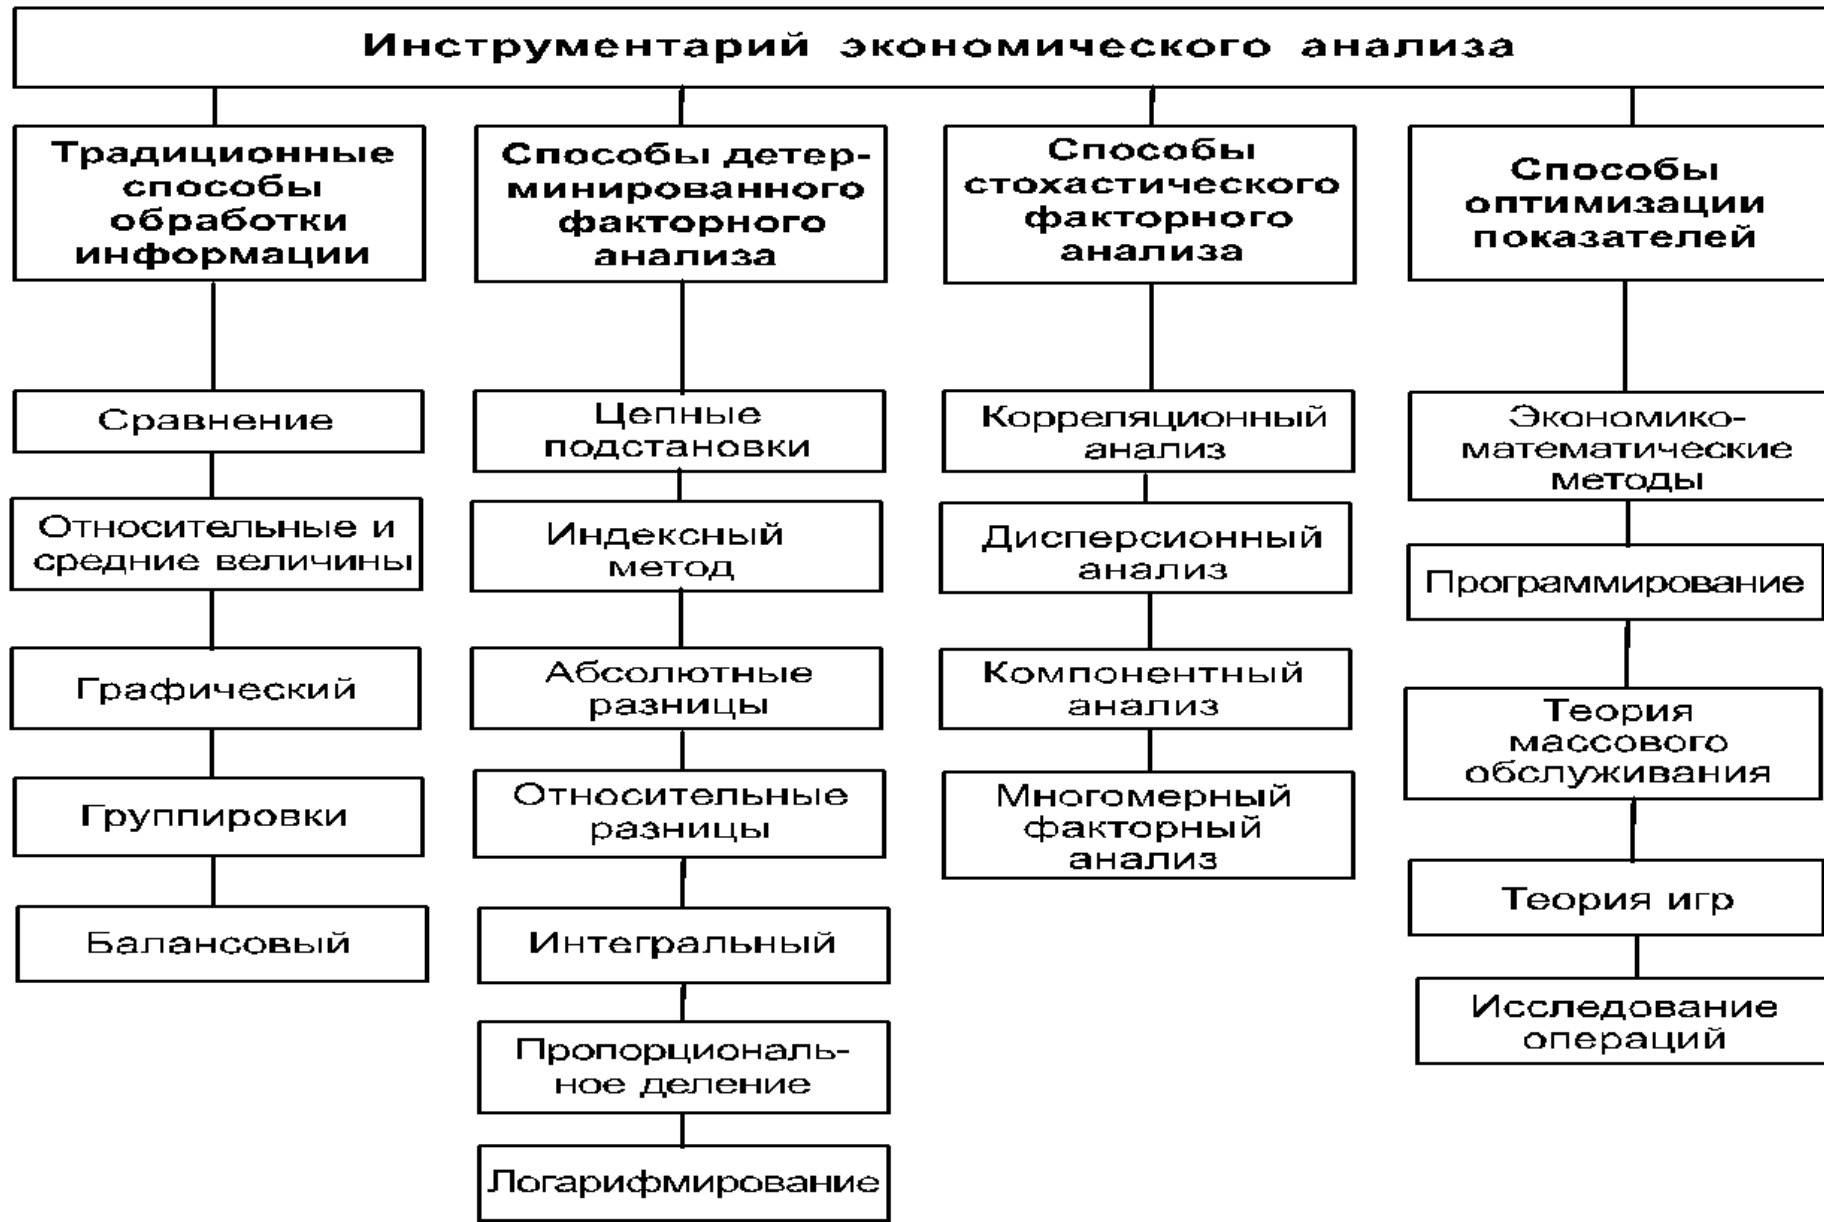 Инструментарий экономического анализа
Традиционные
способы
обработки
информации
Сравнение
Относительные и
средние величины
Графический
Группировки
Балансовый
Способы детер-
минированного
факторного
анализа
Цепные
подстановки
Индексный
метод
Абсолютные
разницы
Относительные
разницы
Интегральный
Пропорциональ-
ное деление
Логарифмирование
Способы
стохастического
факторного
анализа
Корреляционный
анализ
Дисперсионный
анализ
Компонентный
анализ
Многомерный
факторный
анализ
Способы
оптимизации
показателей
Экономико-
математические
методы
Программирование
Теория
массового
обслуживания
Теория игр
Исследование
операций